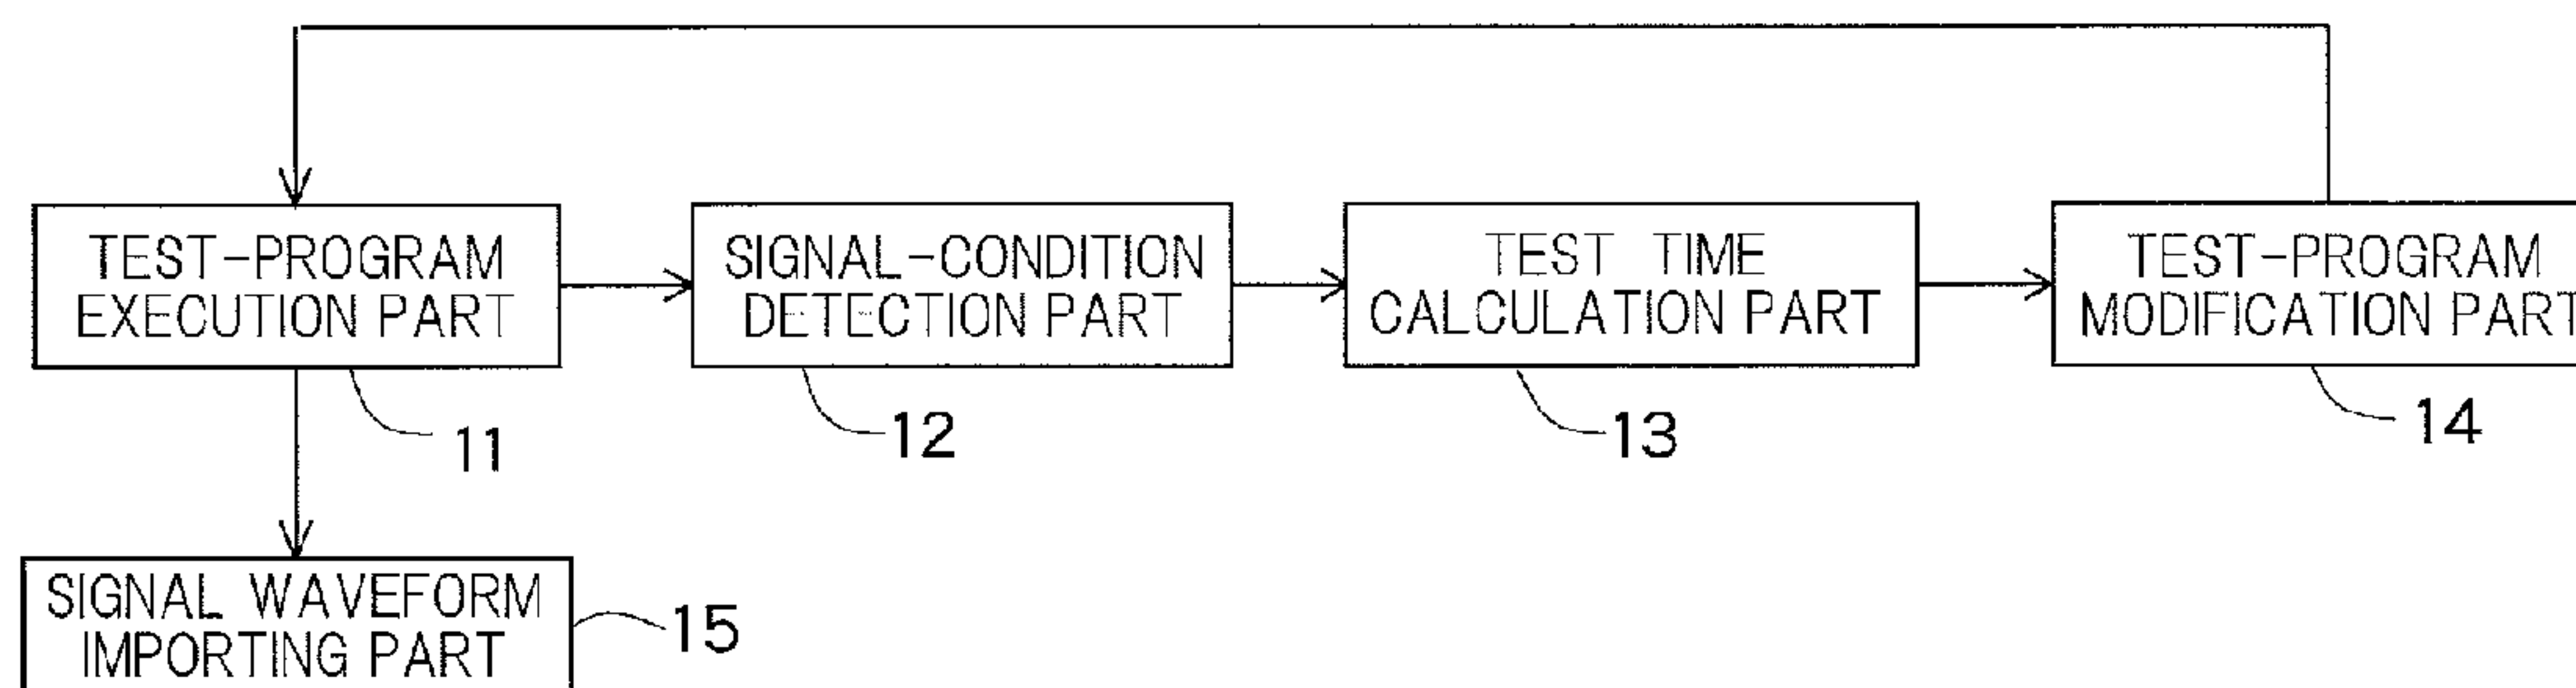 TEST-PROGRAM
EXECUTION PART
11
SIGNAL-CONDITION
DETECTION PART
12
TEST TIME
CALCULATION PART
13
TEST-PROGRAM
MODIFICATION PART
14
SIGNAL WAVEFORM
IMPORTING PART
15